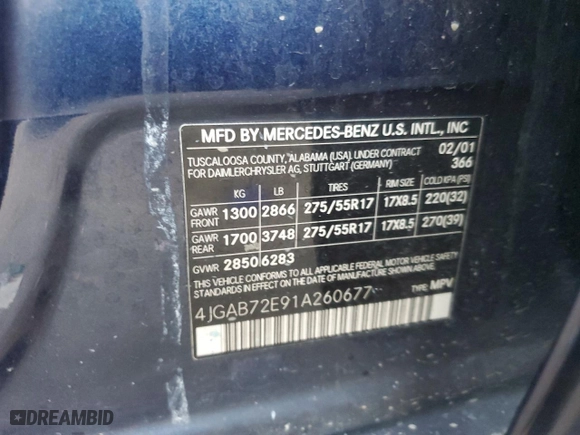 MFD BY MERCEDES-BENZ U.S. INTL., INC
TUSCALOOSA COUNTY, ALABAMA (USA), UNDER CONTRACT 02/01
FOR DAIMLERCHRYSLER AG, STUTTGART (GERMANY) 366
KG LB TIRES RIM SIZE COLD KPA (PSI)
GAWR FRONT 1300 2866 275/55R17 17X8.5 220(32)
GAWR REAR 1700 3748 275/55R17 17X8.5 270(39)
GVWR 2850 6283
THIS VEHICLE CONFORMS TO ALL APPLICABLE FEDERAL MOTOR VEHICLE SAFETY
STANDARDS IN EFFECT ON THE DATE OF MANUFACTURE SHOWN ABOVE.
4JGAB72E91A260677 TYPE: MPV
DREAMBID